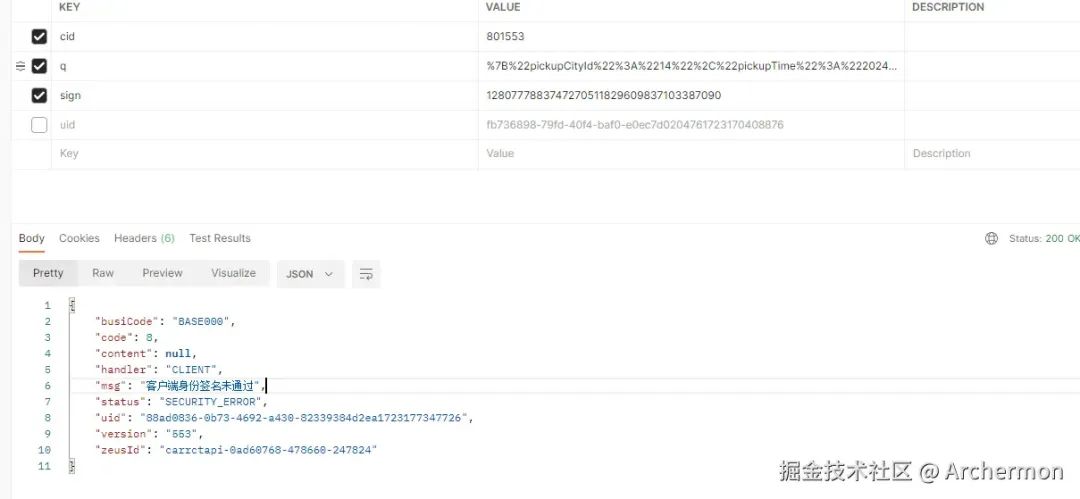 KEY VALUE DESCRIPTION
cid 801553
q %7B%22pickupCityId%22%3A%2214%22%2C%22pickupTime%22%3A%222024...
sign 12807778837472705118296098371033870​90
uid fb736898-79fd-40f4-baf0-e0ec7d0204761723170408876
Key Value Description
Body Cookies Headers (6) Test Results Status: 200 OK
Pretty Raw Preview Visualize JSON
1 {
2 "busiCode": "BASE000",
3 "code": 8,
4 "content": null,
5 "handler": "CLIENT",
6 "msg": "客户端身份签名未通过",
7 "status": "SECURITY_ERROR",
8 "uid": "88ad0836-0b73-4692-a430-82339384d2ea1723177347726",
9 "version": "553",
10 "zeusId": "carrctapi-0ad60768-478660-247824"
11 }
掘金技术社区 @ Archermon